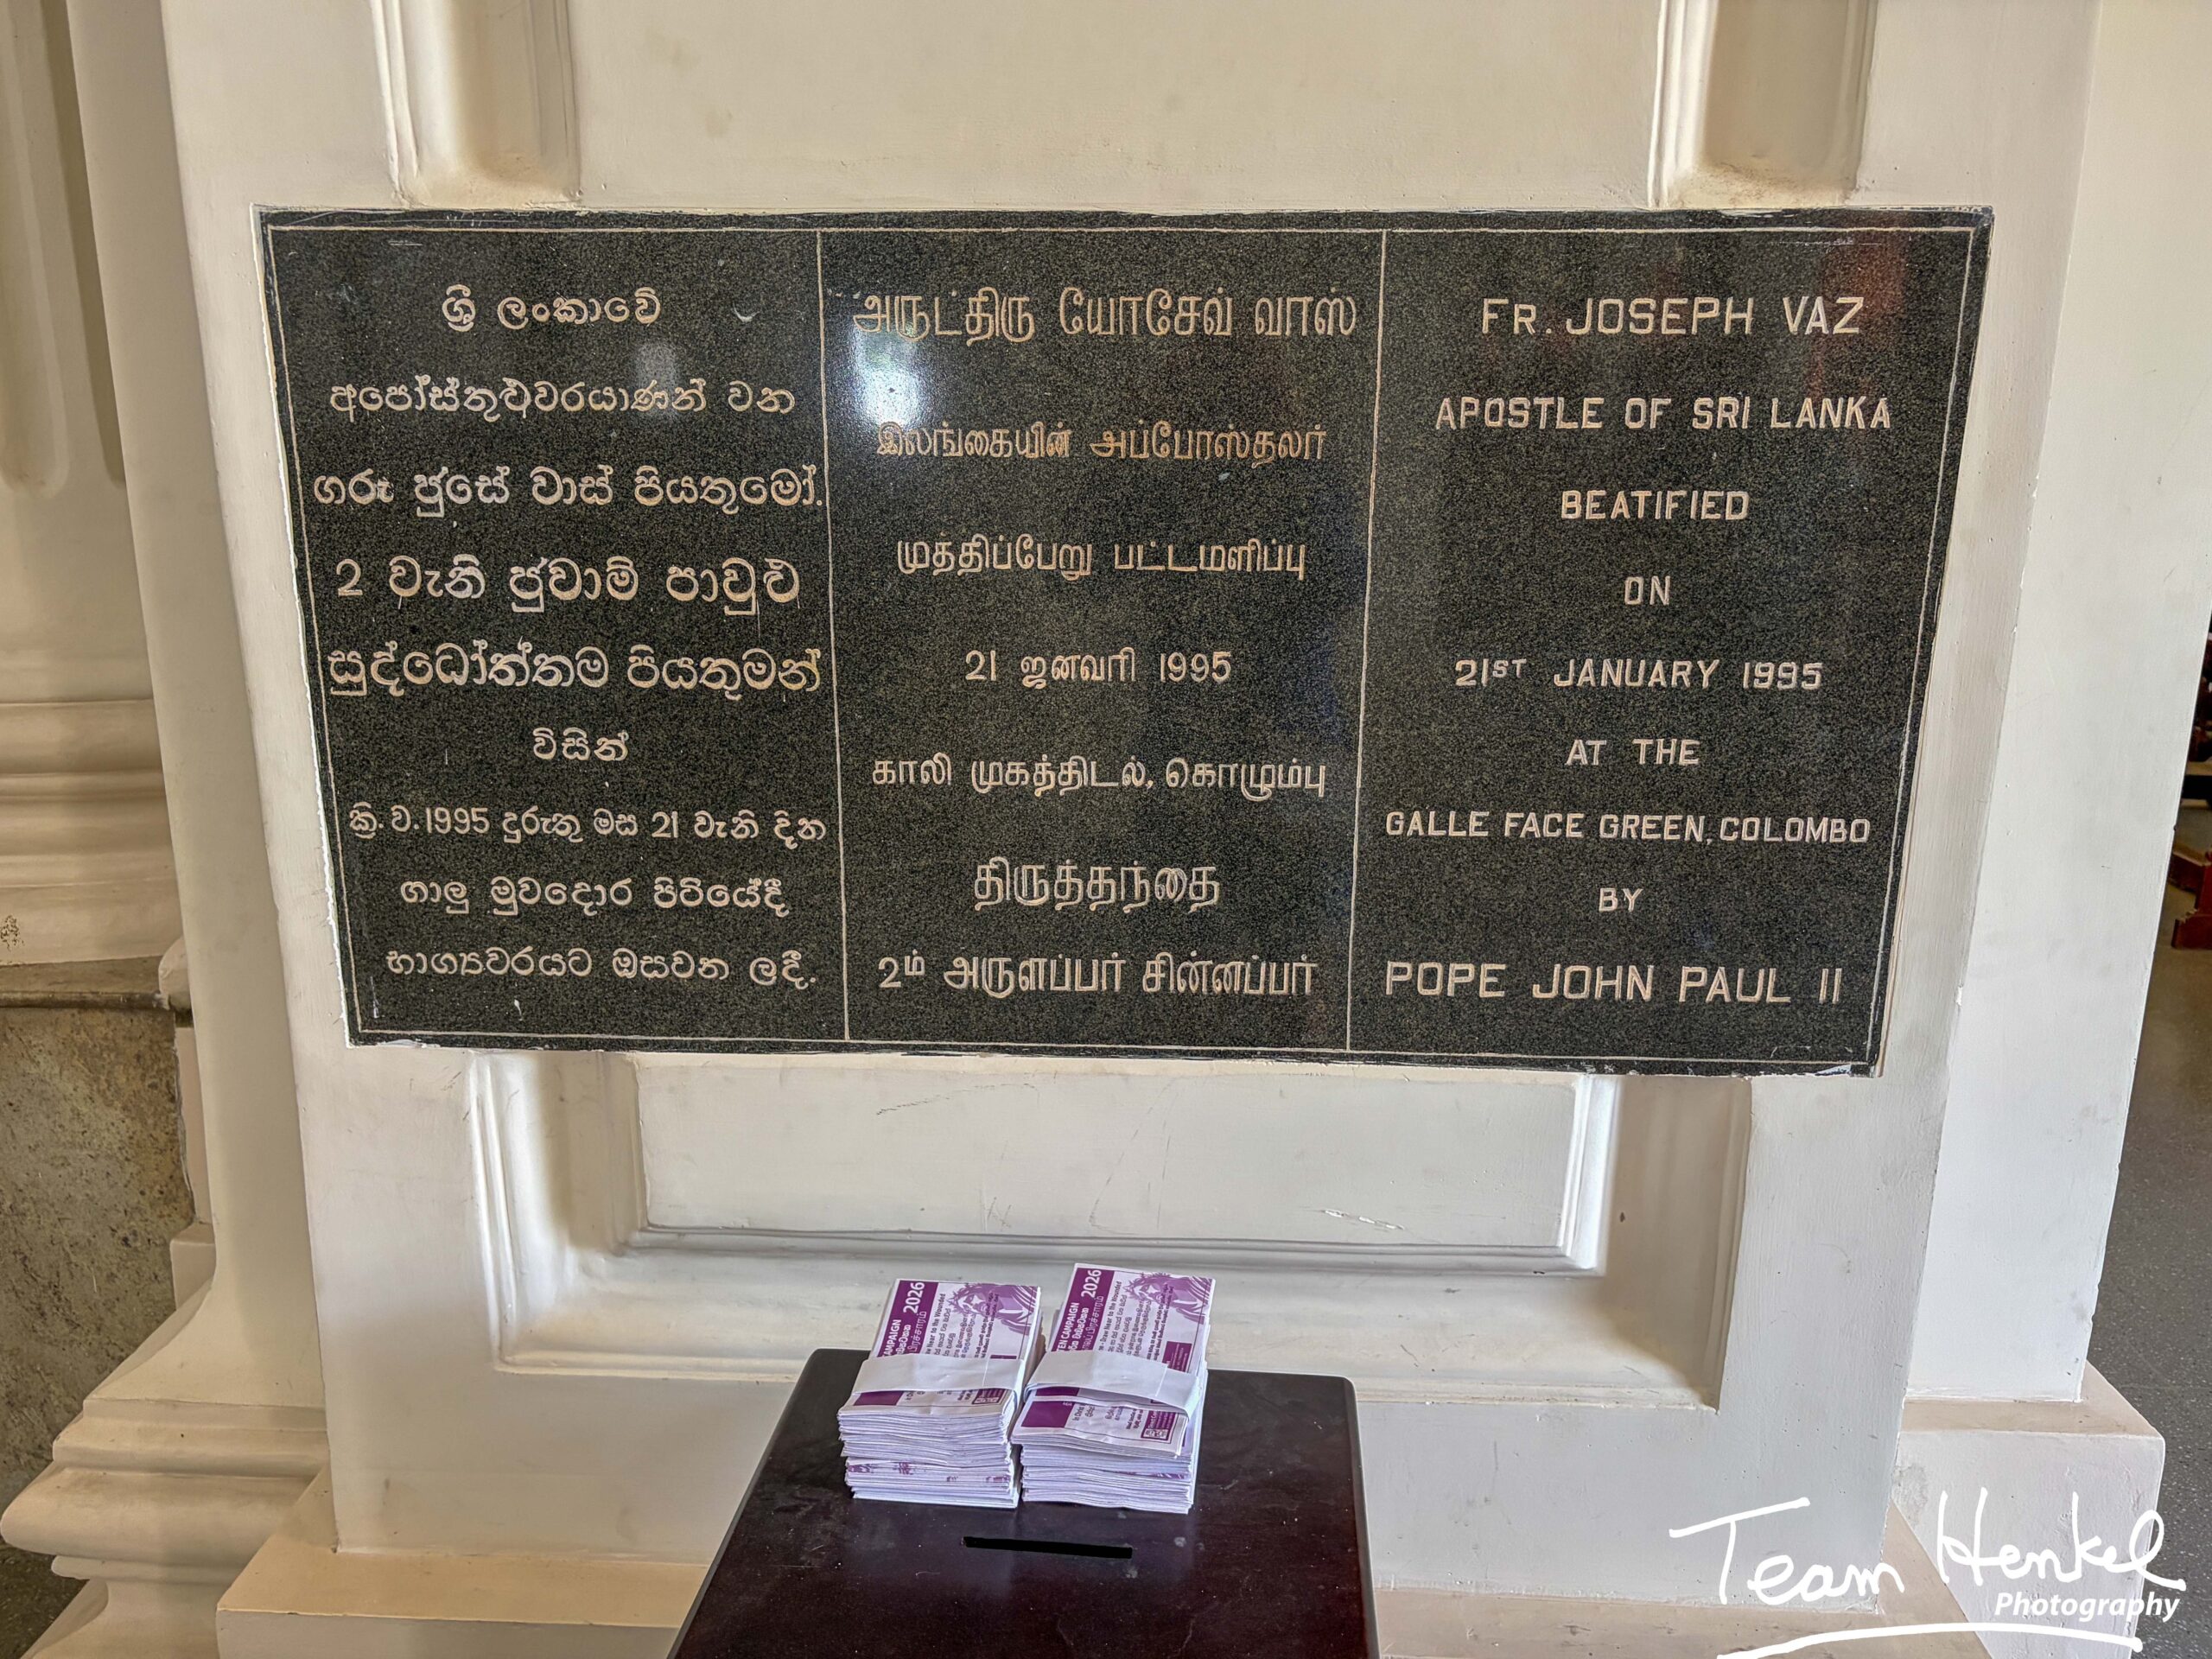 ශ්‍රී ලංකාවේ
අපෝස්තුළුවරයාණන් වන
ගරු ජුසේ වාස් පියතුමෝ.
2 වැනි ජුවාම් පාවුළු
සුද්ධෝත්තම පියතුමන්
විසින්
ක්‍රි. ව. 1995 දුරුතු මස 21 වැනි දින
ගාලු මුවදොර පිටියේදී
භාග්‍යවරයට ඔසවන ලදී.
அருட்திரு யோசேவ் வாஸ்
இலங்கையின் அப்போஸ்தலர்
முத்திப்பேறு பட்டமளிப்பு
21 ஜனவரி 1995
காலி முகத்திடல், கொழும்பு
திருத்தந்தை
2ம் அருளப்பர் சின்னப்பர்
FR. JOSEPH VAZ
APOSTLE OF SRI LANKA
BEATIFIED
ON
21ST JANUARY 1995
AT THE
GALLE FACE GREEN, COLOMBO
BY
POPE JOHN PAUL II
CAMPAIGN 2026
CAMPAIGN 2026
Team Henkel
Photography